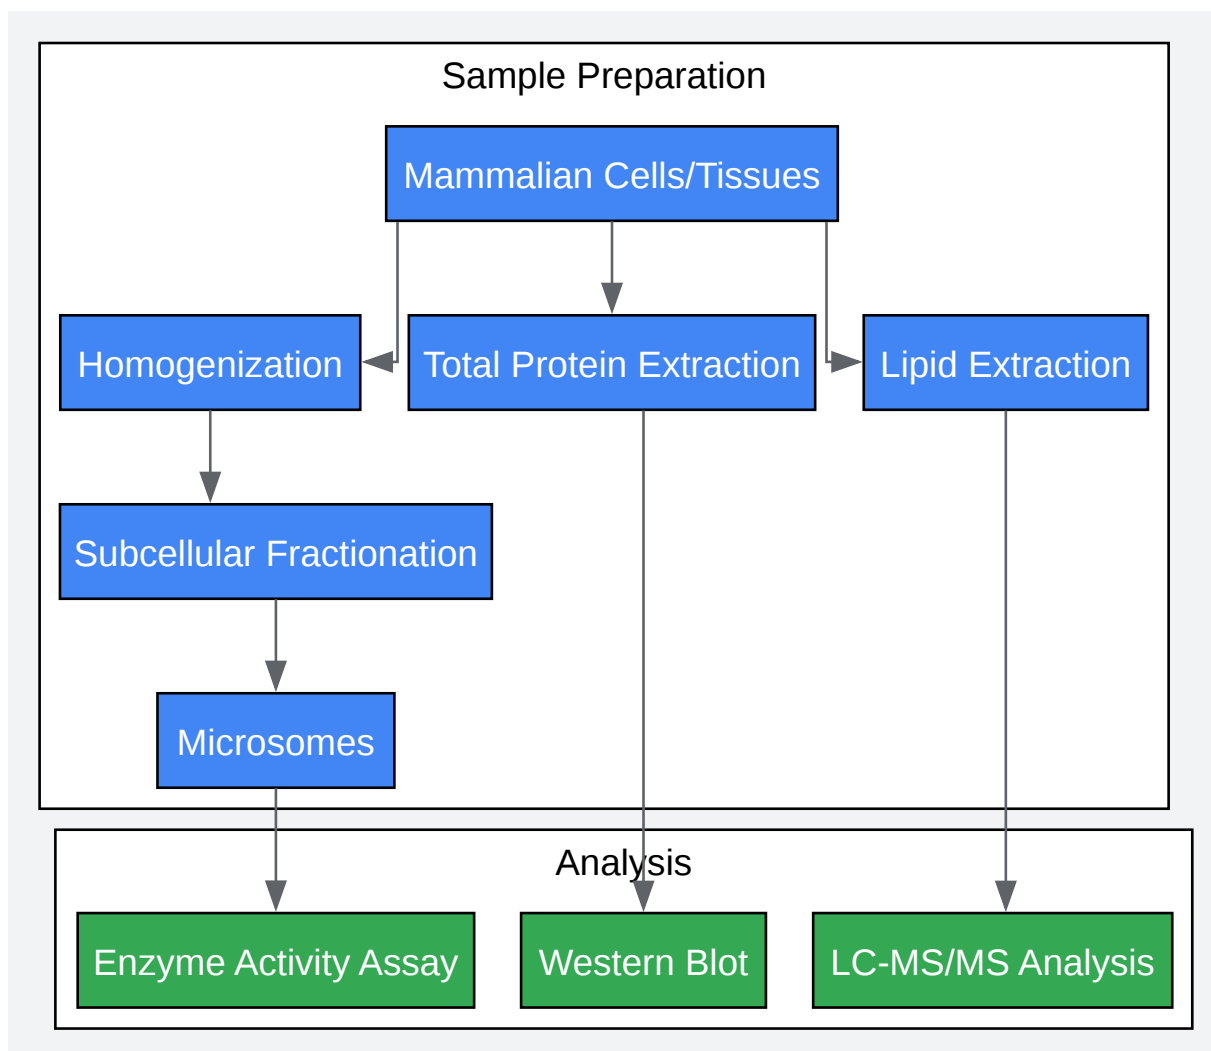 Sample Preparation
Mammalian Cells/Tissues
Homogenization
Total Protein Extraction
Lipid Extraction
Subcellular Fractionation
Microsomes
Analysis
Enzyme Activity Assay
Western Blot
LC-MS/MS Analysis